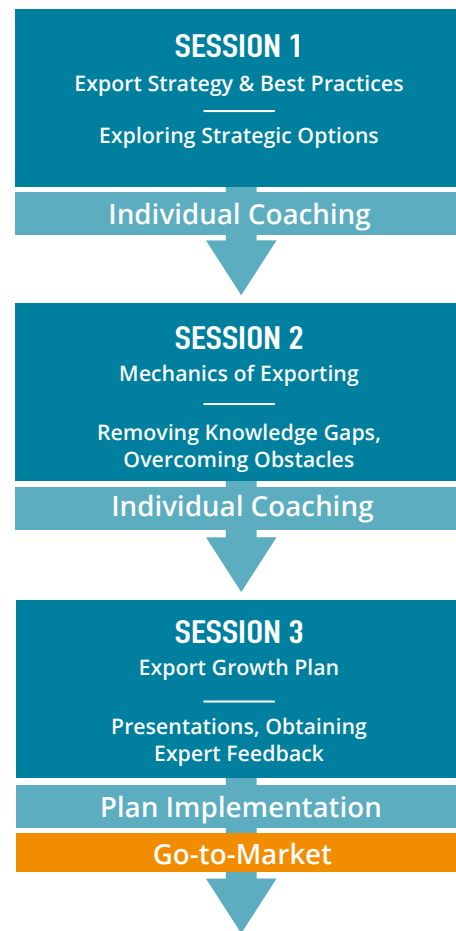 SESSION 1
Export Strategy & Best Practices
Exploring Strategic Options
Individual Coaching
SESSION 2
Mechanics of Exporting
Removing Knowledge Gaps,
Overcoming Obstacles
Individual Coaching
SESSION 3
Export Growth Plan
Presentations, Obtaining
Expert Feedback
Plan Implementation
Go-to-Market